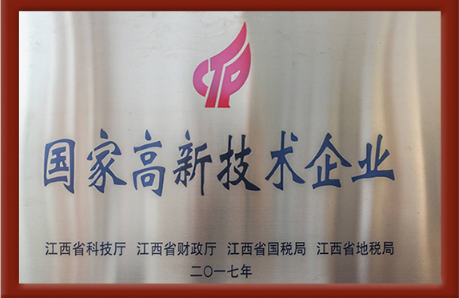 国家高新技术企业
江西省科技厅 江西省财政厅 江西省国税局 江西省地税局
二〇一七年